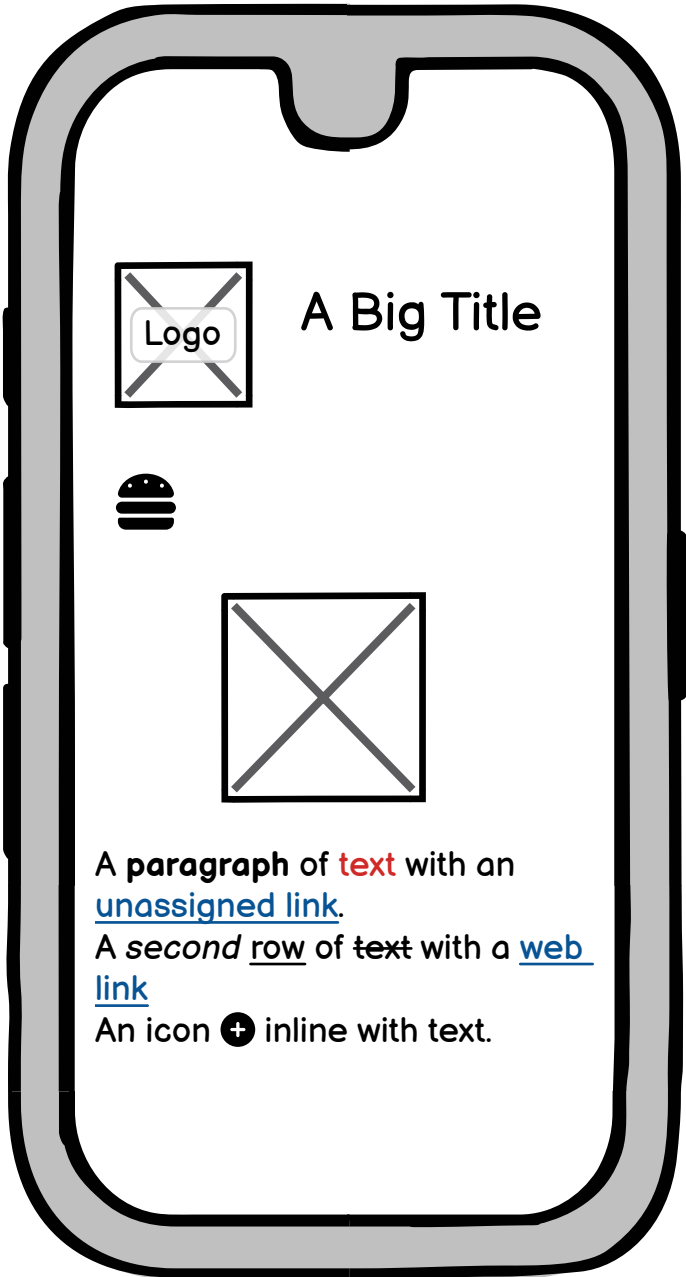 Logo
A Big Title
A paragraph of text with an
unassigned link.
A second row of text with a web
link
An icon inline with text.